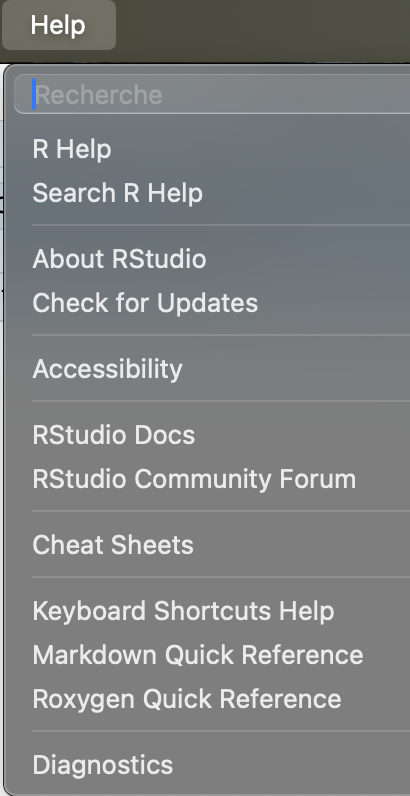 Help
Recherche
R Help
Search R Help
About RStudio
Check for Updates
Accessibility
RStudio Docs
RStudio Community Forum
Cheat Sheets
Keyboard Shortcuts Help
Markdown Quick Reference
Roxygen Quick Reference
Diagnostics